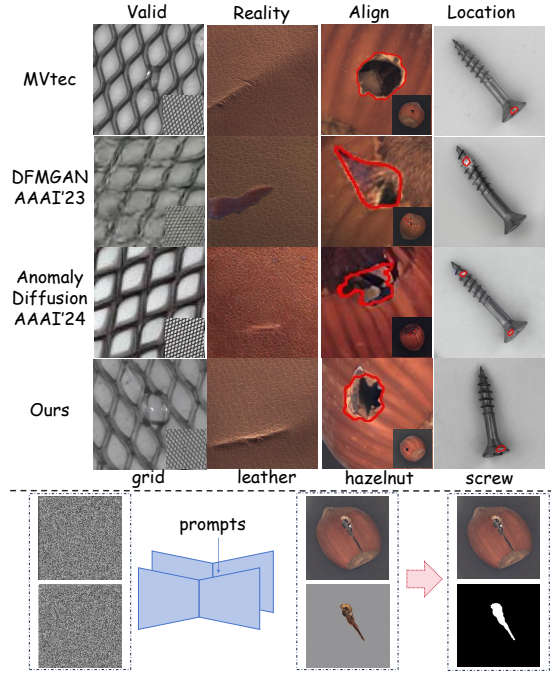 Valid Reality Align Location
MVtec
DFMGAN
AAAI'23
Anomaly
Diffusion
AAAI'24
Ours
grid leather hazelnut screw
prompts